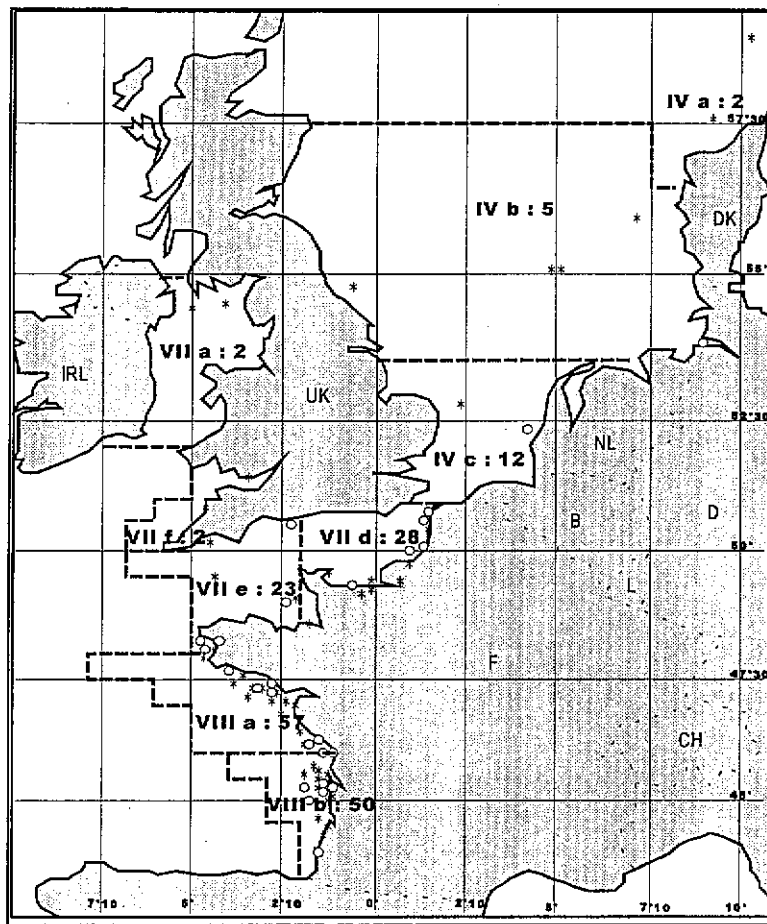 IV a : 2
57°30
IV b : 5
DK
55°
VII a : 2
IRL
UK
52°30
IV c : 12
NL
B
D
VII f : 2
VII d : 28
50°
VII e : 23
L
F
47°30
VIII a : 57
CH
VIII b : 50
45°
7°10
5°
2°10
0
2°10
5°
7°10
10°